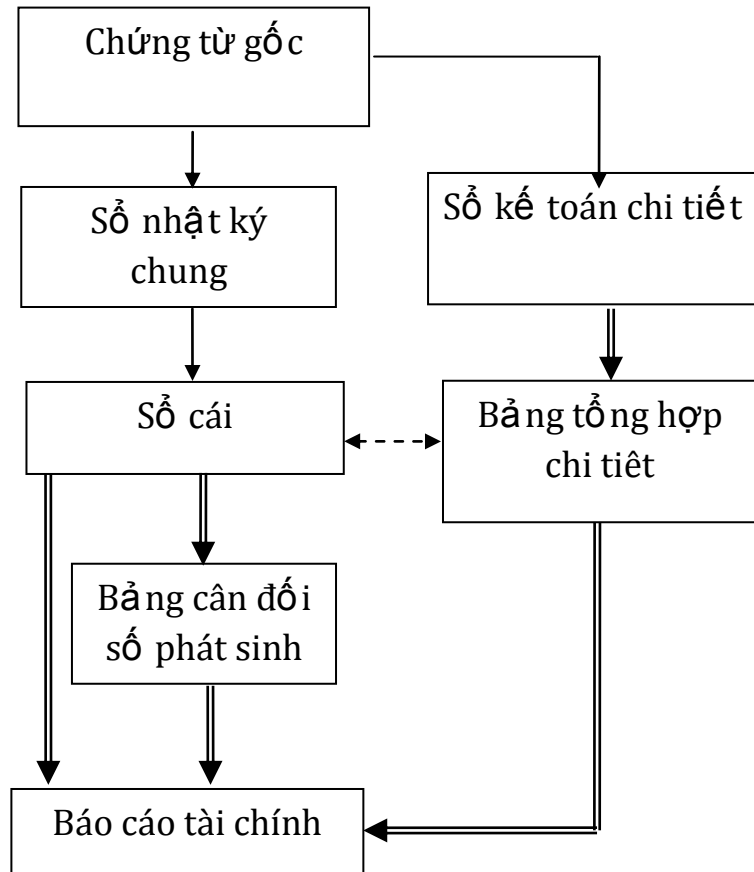 Chứng từ gốc
Sổ kế toán chi tiết
Sổ nhật ký
chung
Sổ cái
Bảng tổng hợp
chi tiêt
Bảng cân đối
số phát sinh
Báo cáo tài chính